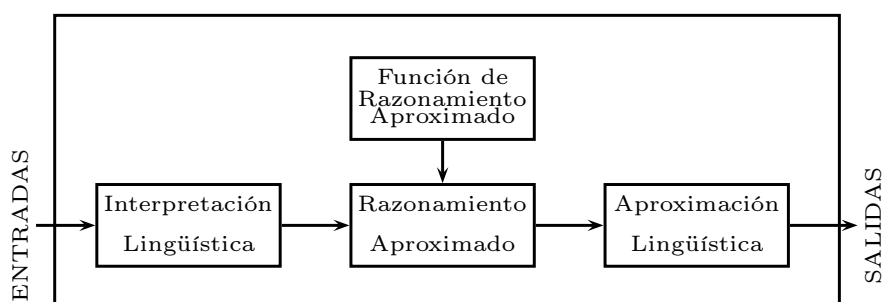 Función de
Razonamiento
Aproximado
ENTRADAS
Interpretación
Lingüística
Razonamiento
Aproximado
Aproximación
Lingüística
SALIDAS